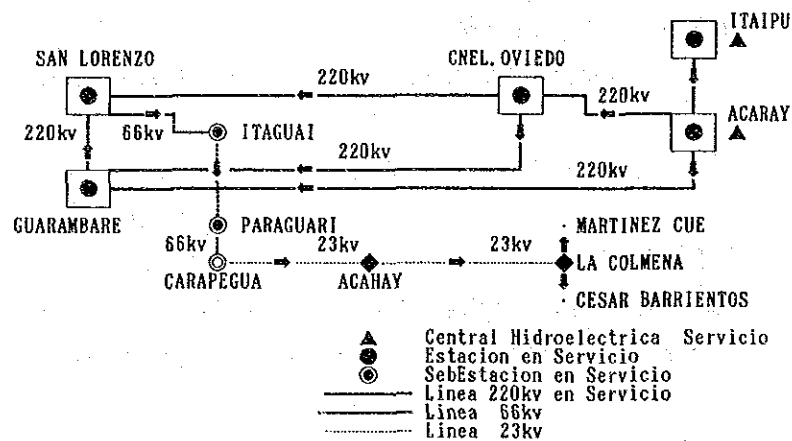 ITAIPU
SAN LORENZO
CNEL. OVIEDO
220kv
220kv
ACARAY
220kv
66kv
ITAGUAI
220kv
220kv
GUARAMBARE
PARAGUARI
MARTINEZ CUE
66kv
23kv
23kv
LA COLMENA
CARAPEGUA
ACAHAY
CESAR BARRIENTOS
Central Hidroelectrica Servicio
Estacion en Servicio
SebEstacion en Servicio
Linea 220kv en Servicio
Linea 66kv
Linea 23kv